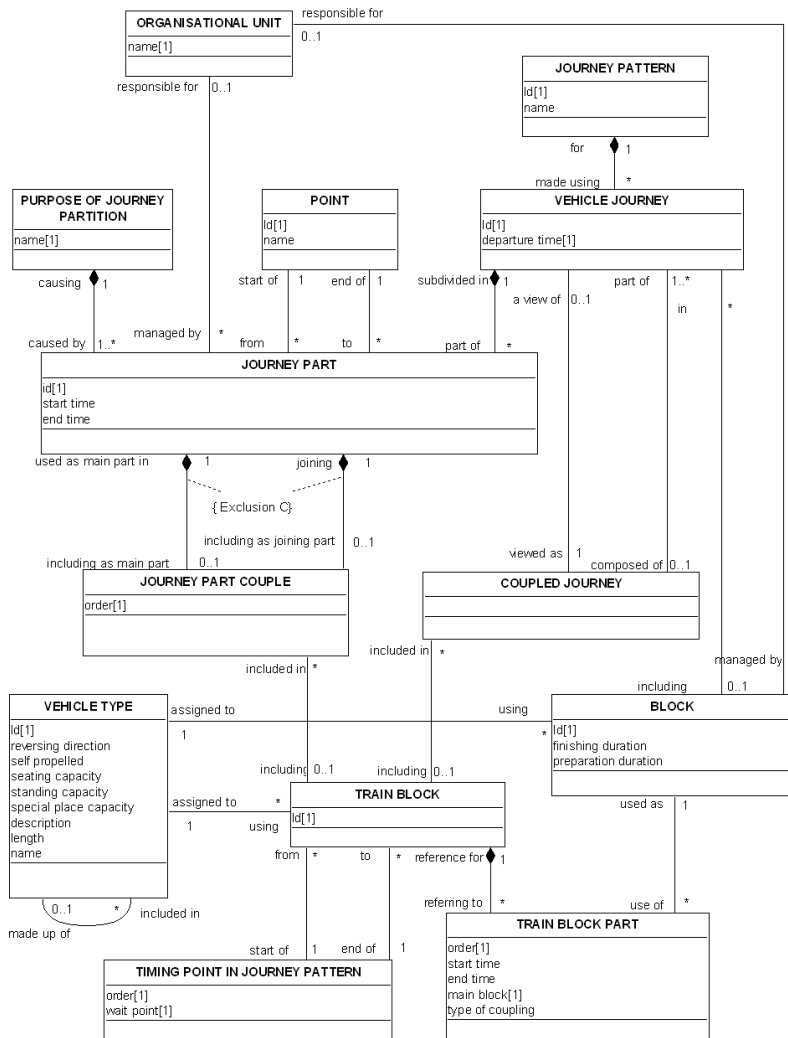 responsible for
ORGANISATIONAL UNIT
name[1]
0..1
responsible for 0..1
JOURNEY PATTERN
Id[1]
name
for 1
made using *
PURPOSE OF JOURNEY
PARTITION
name[1]
POINT
Id[1]
name
VEHICLE JOURNEY
Id[1]
departure time[1]
causing 1
start of 1 end of 1
subdivided in 1
a view of 0..1
part of 1..*
in *
caused by 1..*
managed by *
from * to *
part of *
JOURNEY PART
id[1]
start time
end time
used as main part in 1
joining 1
{ Exclusion C}
including as joining part 0..1
including as main part 0..1
viewed as 1
composed of 0..1
JOURNEY PART COUPLE
order[1]
COUPLED JOURNEY
included in *
included in *
managed by
including 0..1
VEHICLE TYPE
Id[1]
reversing direction
self propelled
seating capacity
standing capacity
special place capacity
description
length
name
assigned to
1
using
*
BLOCK
Id[1]
finishing duration
preparation duration
including 0..1
including 0..1
assigned to *
1 using
TRAIN BLOCK
Id[1]
used as 1
from * to *
reference for 1
referring to *
use of *
0..1 * included in
made up of
start of 1 end of 1
TIMING POINT IN JOURNEY PATTERN
order[1]
wait point[1]
TRAIN BLOCK PART
order[1]
start time
end time
main block[1]
type of coupling